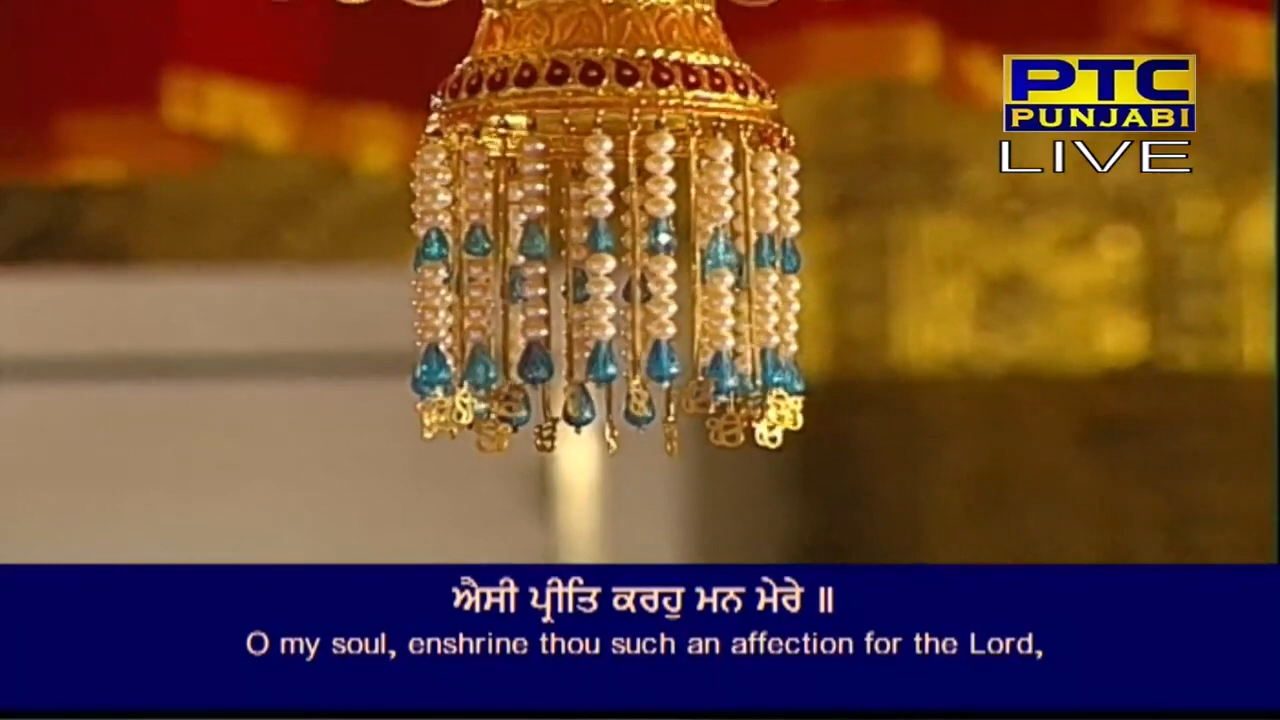 PTC
PUNJABI
LIVE
ਐਸੀ ਪ੍ਰੀਤਿ ਕਰਹੁ ਮਨ ਮੇਰੇ ॥
O my soul, enshrine thou such an affection for the Lord,